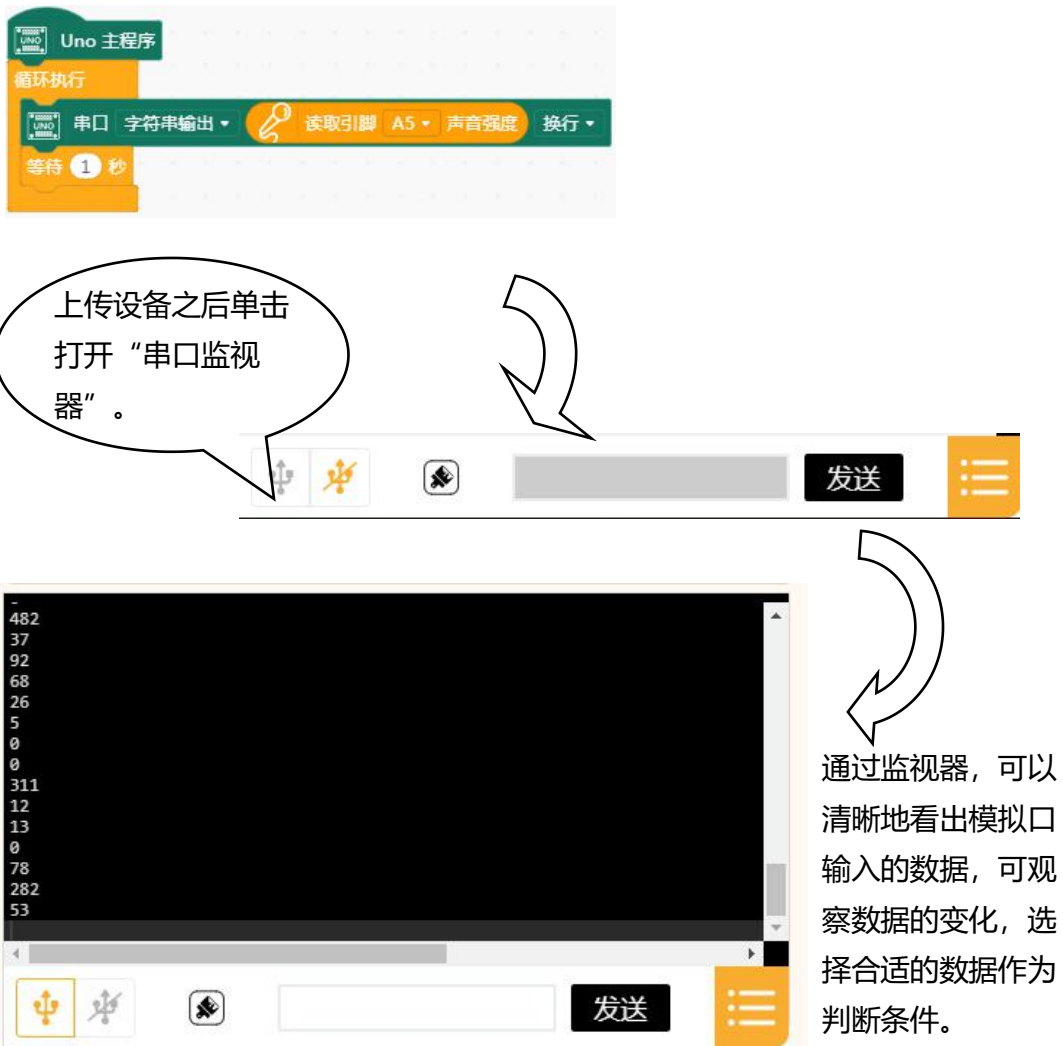 UNO Uno 主程序
循环执行
UNO 串口 字符串输出 读取引脚 A5 声音强度 换行
等待 1 秒
上传设备之后单击
打开“串口监视
器”。
发送
482
37
92
68
26
5
0
0
311
12
13
0
78
282
53
通过监视器，可以
清晰地看出模拟口
输入的数据，可观
察数据的变化，选
择合适的数据作为
判断条件。
发送